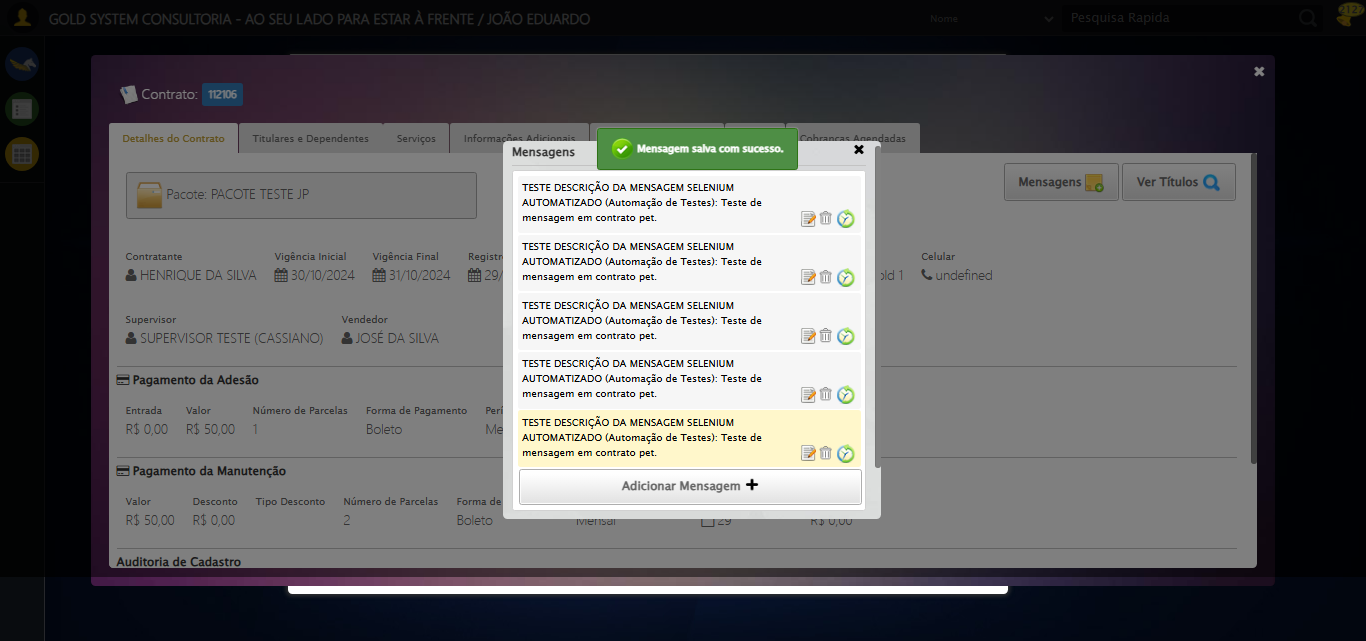 GOLD SYSTEM CONSULTORIA - AO SEU LADO PARA ESTAR À FRENTE / JOÃO EDUARDO
Nome
Pesquisa Rapida
Contrato: 112106
Detalhes do Contrato
Titulares e Dependentes
Serviços
Informações Adicionais
Cobranças Agendadas
Mensagem salva com sucesso.
Mensagens
Pacote: PACOTE TESTE JP
Mensagens
Ver Títulos
TESTE DESCRIÇÃO DA MENSAGEM SELENIUM
AUTOMATIZADO (Automação de Testes): Teste de
mensagem em contrato pet.
TESTE DESCRIÇÃO DA MENSAGEM SELENIUM
AUTOMATIZADO (Automação de Testes): Teste de
mensagem em contrato pet.
TESTE DESCRIÇÃO DA MENSAGEM SELENIUM
AUTOMATIZADO (Automação de Testes): Teste de
mensagem em contrato pet.
TESTE DESCRIÇÃO DA MENSAGEM SELENIUM
AUTOMATIZADO (Automação de Testes): Teste de
mensagem em contrato pet.
TESTE DESCRIÇÃO DA MENSAGEM SELENIUM
AUTOMATIZADO (Automação de Testes): Teste de
mensagem em contrato pet.
Adicionar Mensagem
Contratante Vigência Inicial Vigência Final Registr Celular
HENRIQUE DA SILVA 30/10/2024 31/10/2024 29/ old 1 undefined
Supervisor Vendedor
SUPERVISOR TESTE (CASSIANO) JOSÉ DA SILVA
Pagamento da Adesão
Entrada Valor Número de Parcelas Forma de Pagamento Perí
R$ 0,00 R$ 50,00 1 Boleto Me
Pagamento da Manutenção
Valor Desconto Tipo Desconto Número de Parcelas Forma de
R$ 50,00 R$ 0,00 2 Boleto Mensal 29 R$ 0,00
Auditoria de Cadastro